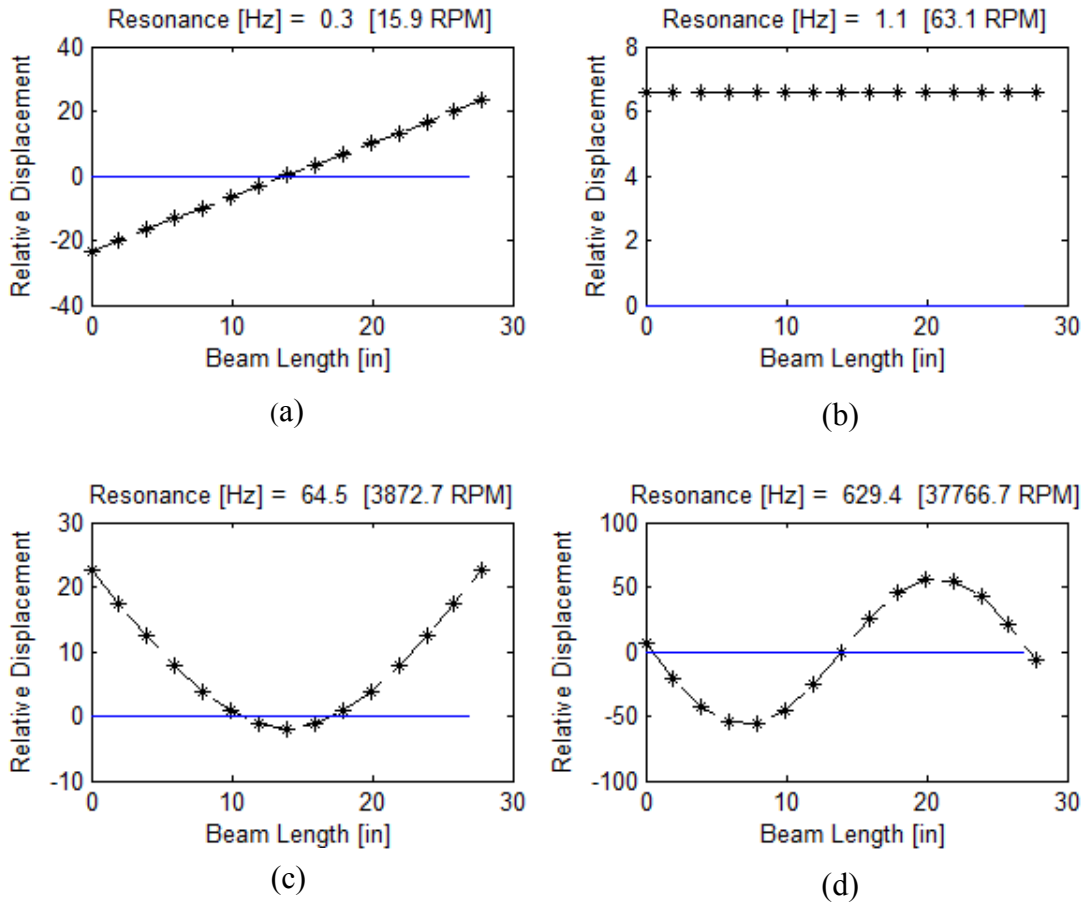 Resonance [Hz] = 0.3 [15.9 RPM]
Relative Displacement
40
20
0
-20
-40
0 10 20 30
Beam Length [in]
(a)
Resonance [Hz] = 1.1 [63.1 RPM]
Relative Displacement
8
6
4
2
0
0 10 20 30
Beam Length [in]
(b)
Resonance [Hz] = 64.5 [3872.7 RPM]
Relative Displacement
30
20
10
0
-10
0 10 20 30
Beam Length [in]
(c)
Resonance [Hz] = 629.4 [37766.7 RPM]
Relative Displacement
100
50
0
-50
-100
0 10 20 30
Beam Length [in]
(d)